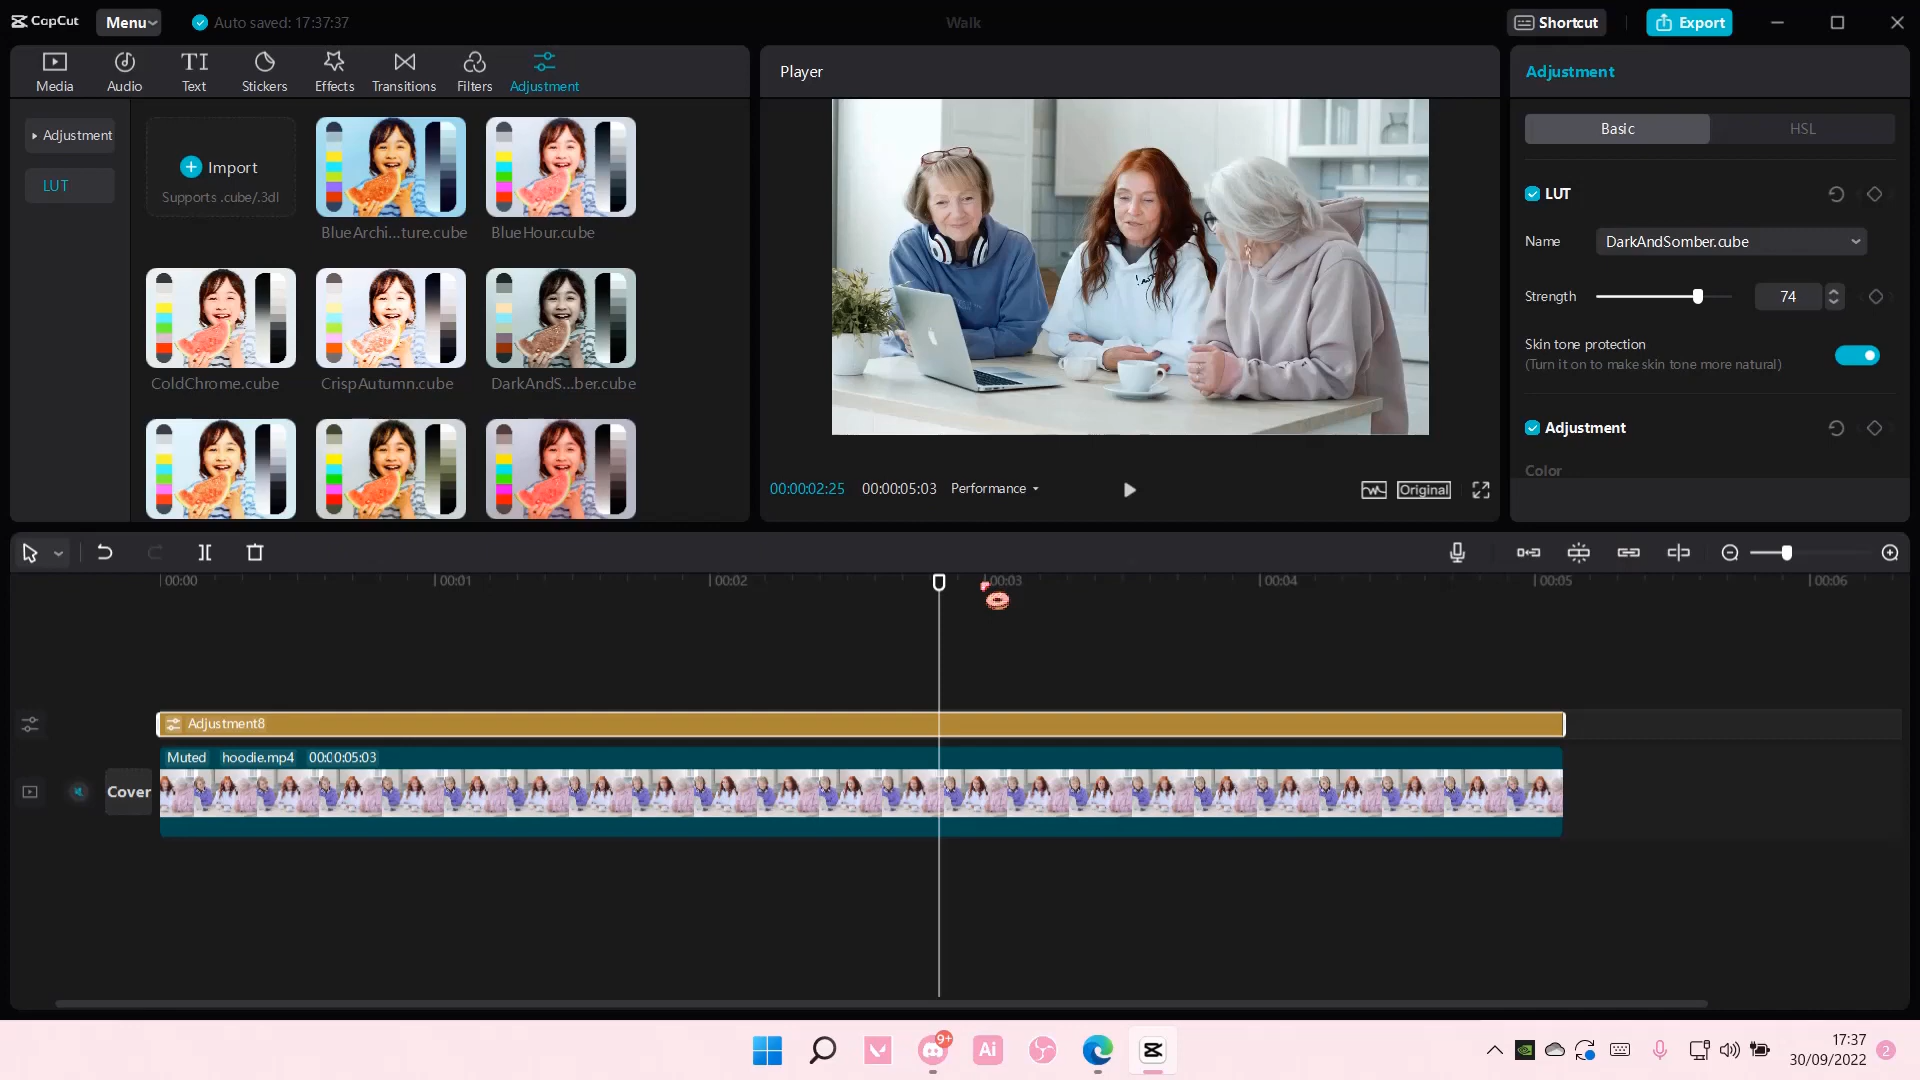 CapCut
Menu
Auto saved: 17:37:37
Walk
Shortcut
Export
Media
Audio
Text
Stickers
Effects
Transitions
Filters
Adjustment
Player
Adjustment
Adjustment
LUT
Import
Supports .cube/.3dl
BlueArchi...ture.cube
BlueHour.cube
ColdChrome.cube
CrispAutumn.cube
DarkAndS...ber.cube
00:00:02:25
00:00:05:03
Performance
Original
Basic
HSL
LUT
Name
DarkAndSomber.cube
Strength
74
Skin tone protection
(Turn it on to make skin tone more natural)
Adjustment
Color
00:00
00:01
00:02
00:03
00:04
00:05
00:06
Adjustment8
Muted
hoodie.mp4
00:00:05:03
Cover
9+
Ai
17:37
30/09/2022
2